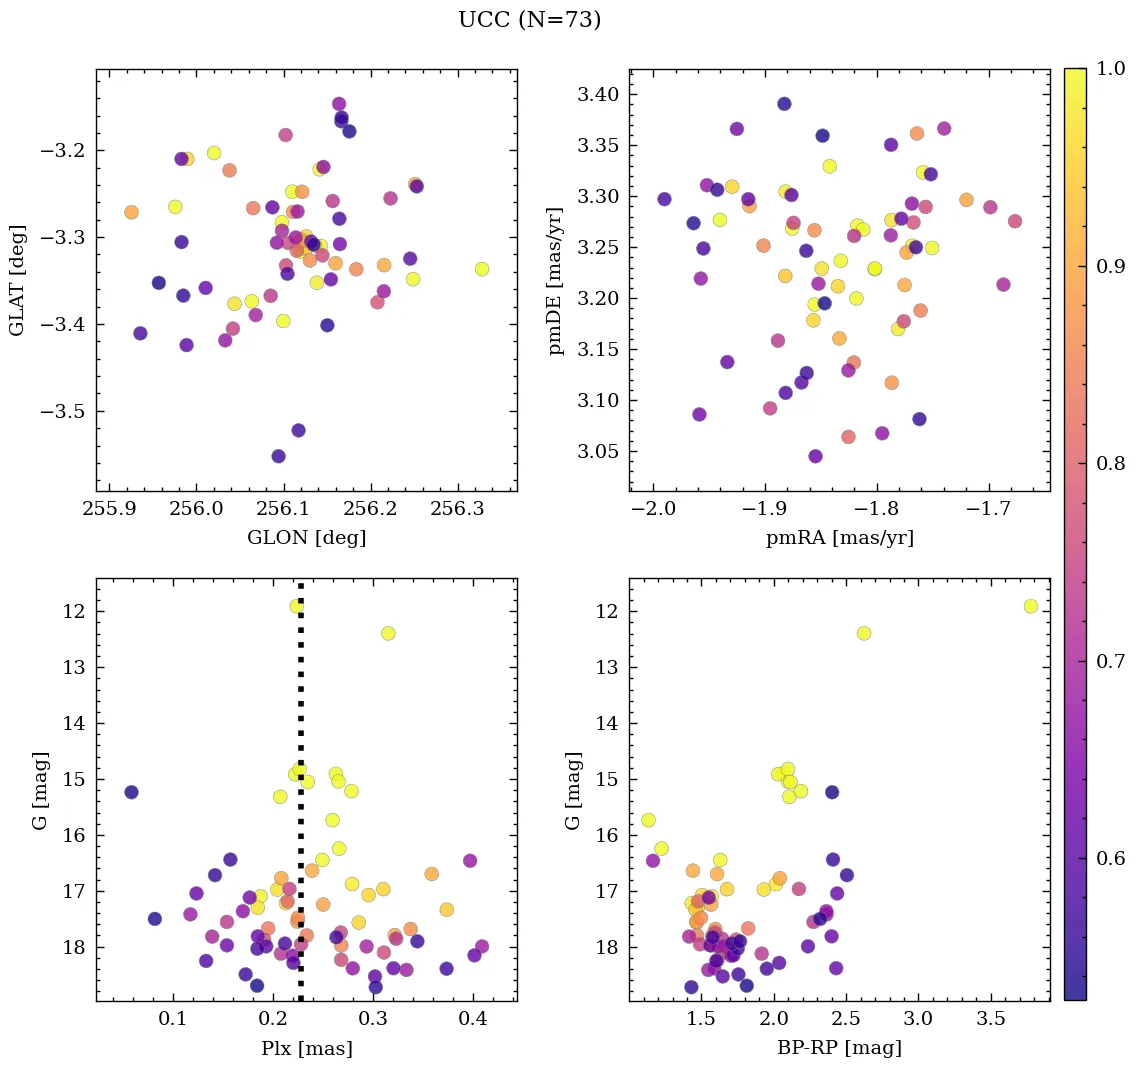 UCC (N=73)
−3.2
−3.3
−3.4
−3.5
GLAT [deg]
255.9 256.0 256.1 256.2 256.3
GLON [deg]
3.40
3.35
3.30
3.25
3.20
3.15
3.10
3.05
pmDE [mas/yr]
−2.0 −1.9 −1.8 −1.7
pmRA [mas/yr]
12
13
14
15
16
17
18
G [mag]
0.1 0.2 0.3 0.4
Plx [mas]
12
13
14
15
16
17
18
G [mag]
1.5 2.0 2.5 3.0 3.5
BP-RP [mag]
1.0
0.9
0.8
0.7
0.6